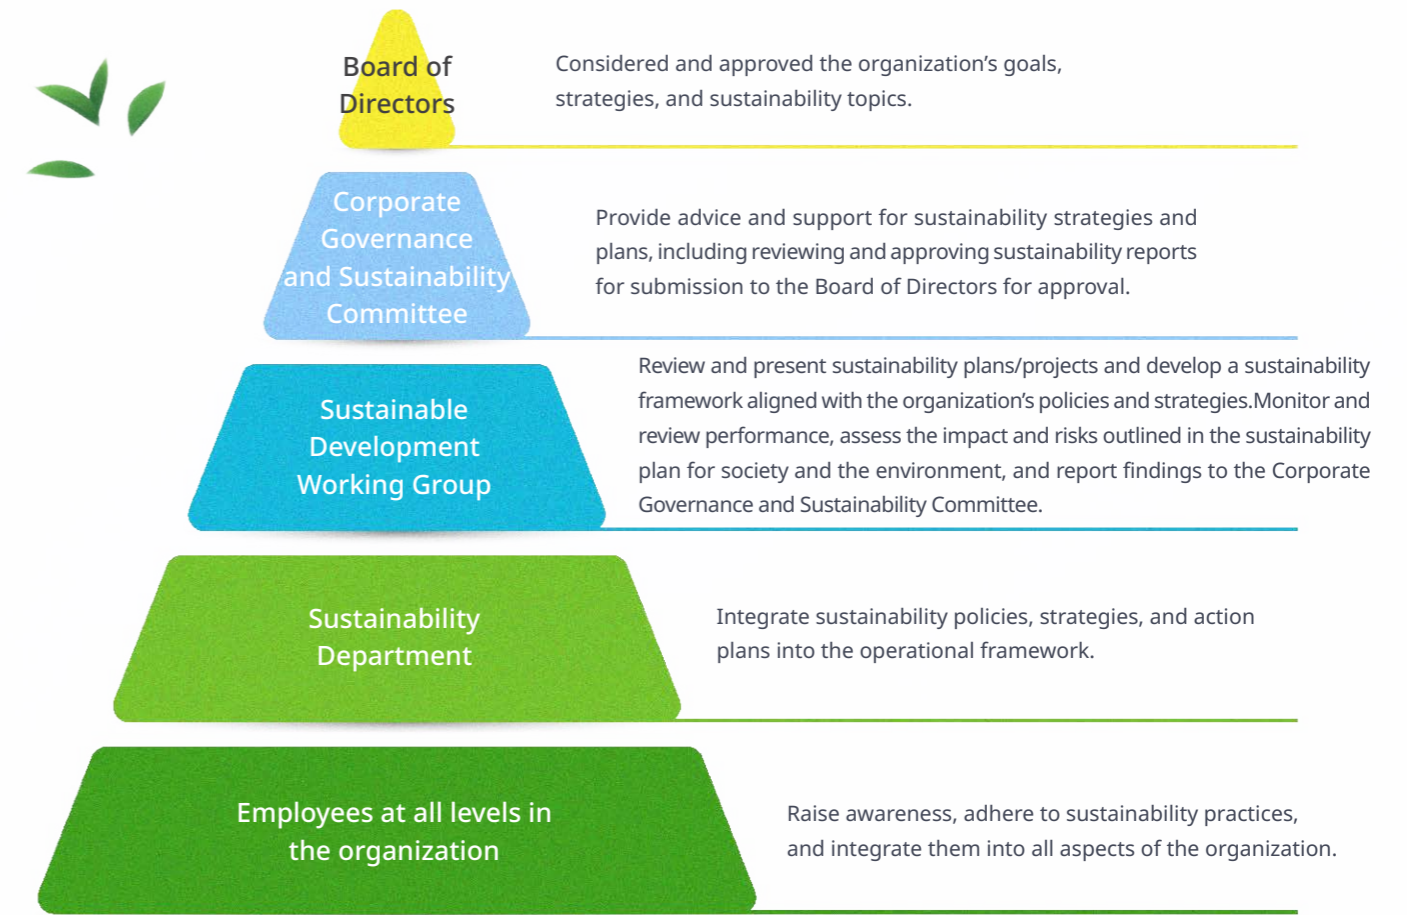 Board of
Directors
Considered and approved the organization’s goals,
strategies, and sustainability topics.
Corporate
Governance
and Sustainability
Committee
Provide advice and support for sustainability strategies and
plans, including reviewing and approving sustainability reports
for submission to the Board of Directors for approval.
Sustainable
Development
Working Group
Review and present sustainability plans/projects and develop a sustainability
framework aligned with the organization’s policies and strategies.Monitor and
review performance, assess the impact and risks outlined in the sustainability
plan for society and the environment, and report findings to the Corporate
Governance and Sustainability Committee.
Sustainability
Department
Integrate sustainability policies, strategies, and action
plans into the operational framework.
Employees at all levels in
the organization
Raise awareness, adhere to sustainability practices,
and integrate them into all aspects of the organization.